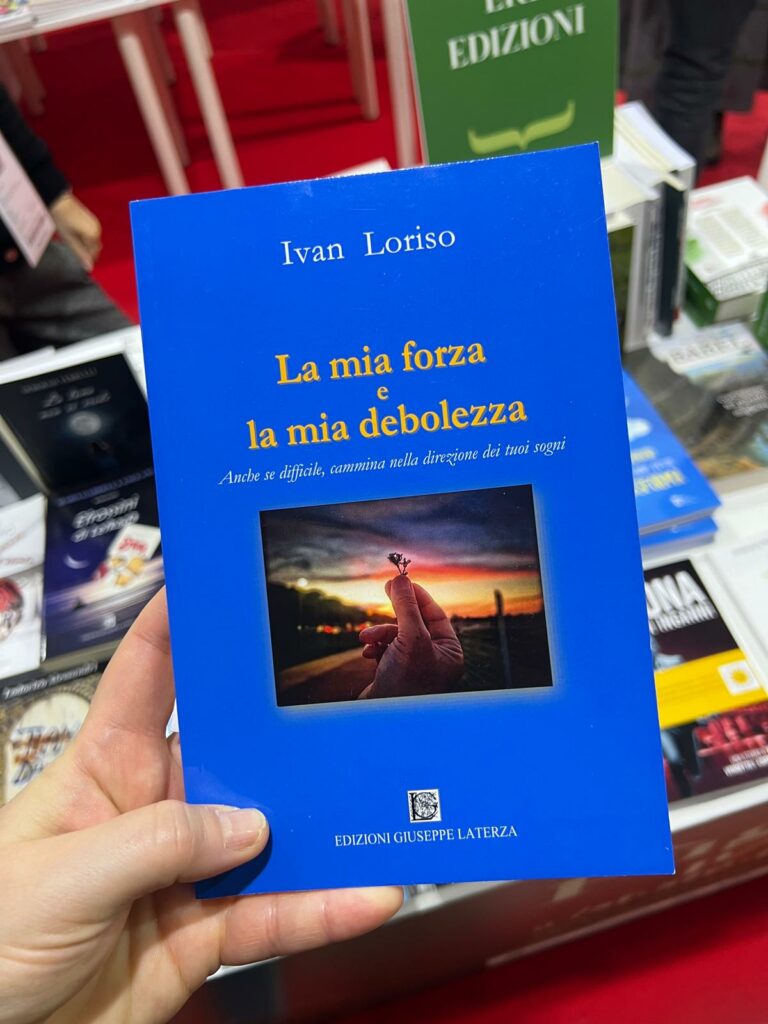 EDIZIONI
Ivan Loriso
La mia forza
e
la mia debolezza
Anche se difficile, cammina nella direzione dei tuoi sogni
EDIZIONI GIUSEPPE LATERZA